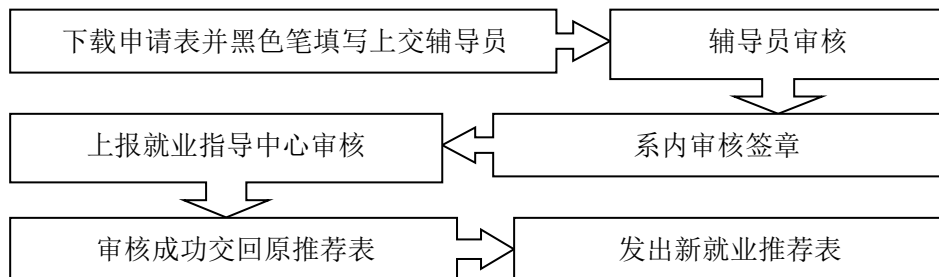 下载申请表并黑色笔填写上交辅导员
辅导员审核
系内审核签章
上报就业指导中心审核
审核成功交回原推荐表
发出新就业推荐表